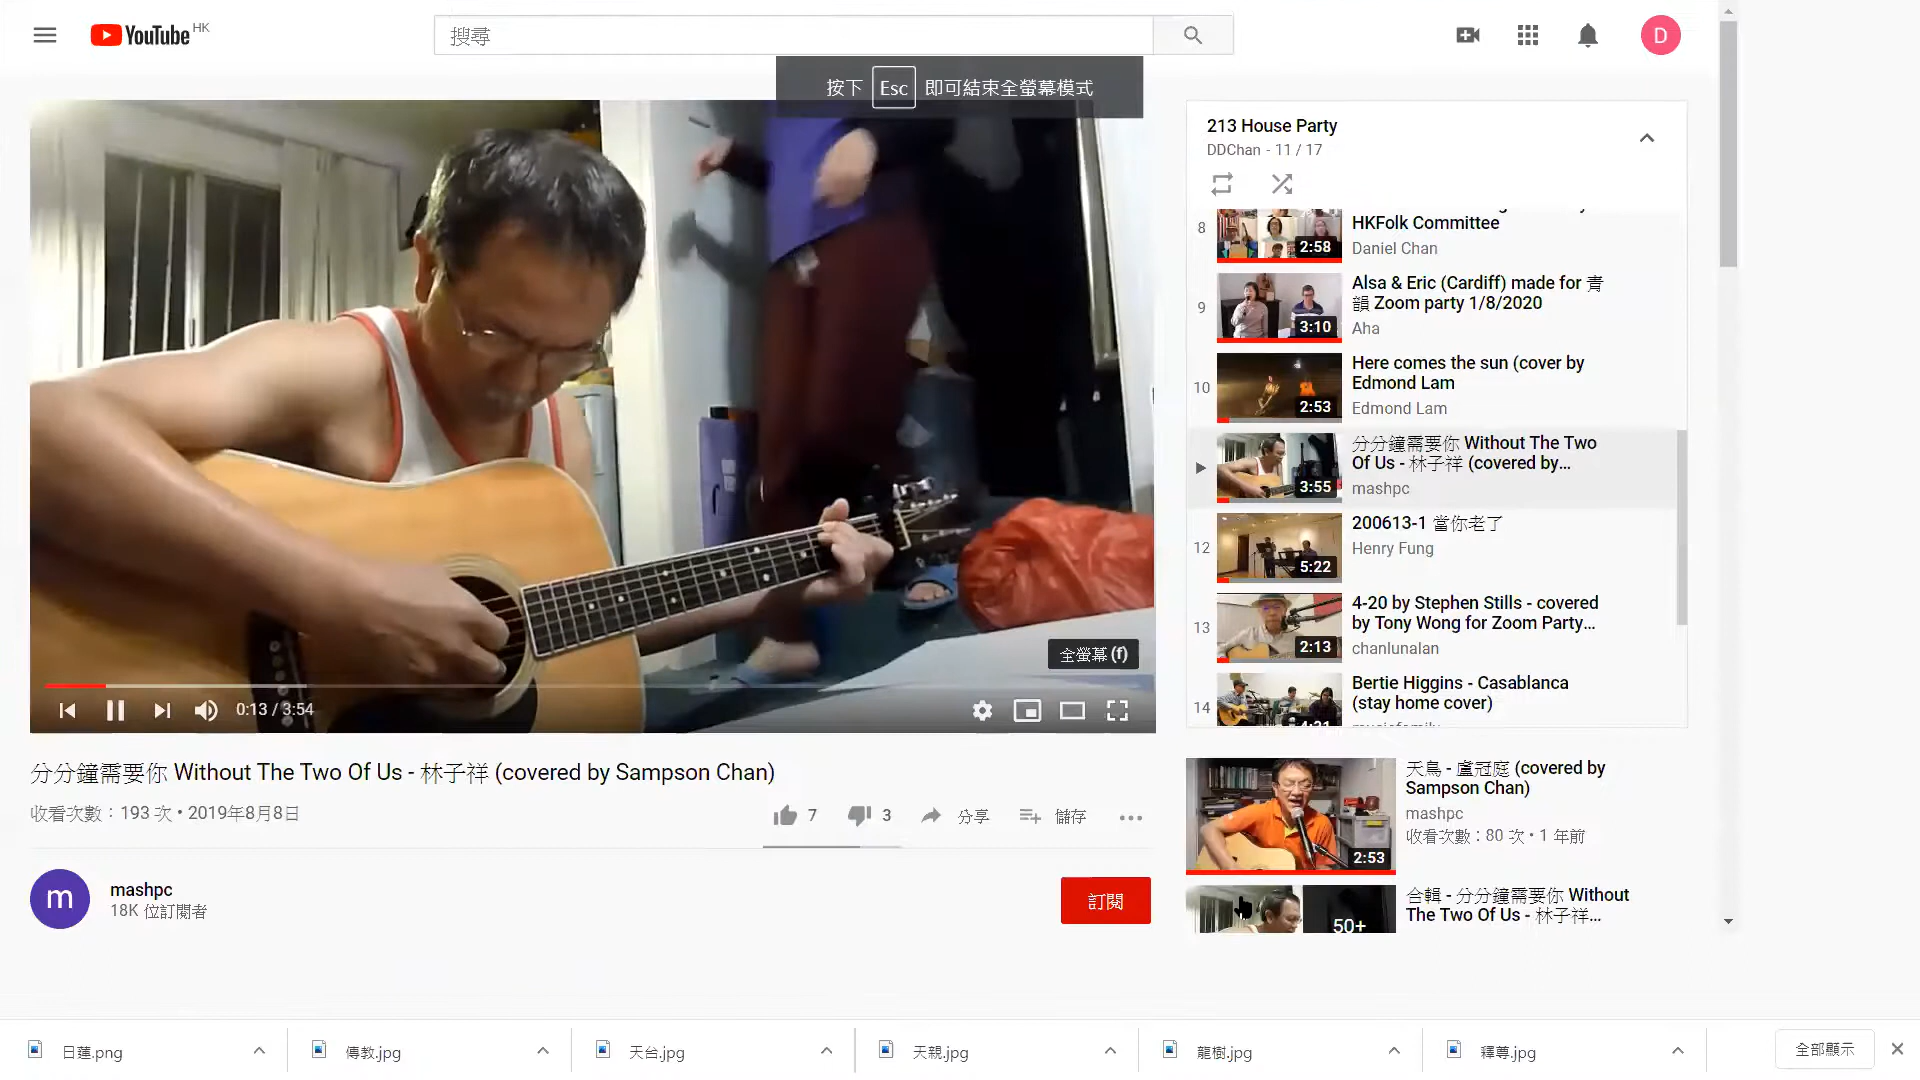 YouTube HK
搜尋
D
按下 Esc 即可結束全螢幕模式
全螢幕 (f)
0:13 / 3:54
分分鐘需要你 Without The Two Of Us - 林子祥 (covered by Sampson Chan)
收看次數：193 次 • 2019年8月8日
7
3
分享
儲存
m
mashpc
18K 位訂閱者
訂閱
213 House Party
DDChan - 11 / 17
8
2:58
HKFolk Committee
Daniel Chan
9
3:10
Alsa & Eric (Cardiff) made for 青
韻 Zoom party 1/8/2020
Aha
10
2:53
Here comes the sun (cover by
Edmond Lam
Edmond Lam
3:55
分分鐘需要你 Without The Two
Of Us - 林子祥 (covered by...
mashpc
12
5:22
200613-1 當你老了
Henry Fung
13
2:13
4-20 by Stephen Stills - covered
by Tony Wong for Zoom Party...
chanlunalan
14
Bertie Higgins - Casablanca
(stay home cover)
2:53
天鳥 - 盧冠庭 (covered by
Sampson Chan)
mashpc
收看次數：80 次 • 1 年前
50+
合輯 - 分分鐘需要你 Without
The Two Of Us - 林子祥...
日蓮.png
傳教.jpg
天台.jpg
天親.jpg
龍樹.jpg
釋尊.jpg
全部顯示